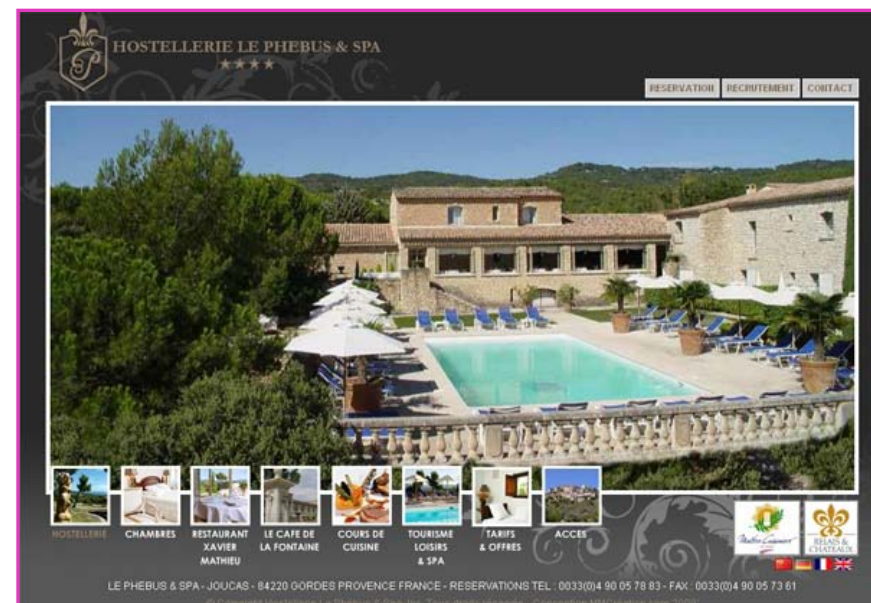 HOSTELLERIE LE PHEBUS & SPA
RESERVATION RECRUTEMENT CONTACT
HOSTELLERIE
CHAMBRES
RESTAURANT
XAVIER
MATHIEU
LE CAFE DE
LA FONTAINE
COURS DE
CUISINE
TOURISME
LOISIRS
& SPA
TARIFS
& OFFRES
ACCES
Maîtres Cuisiniers
RELAIS &
CHATEAUX
LE PHEBUS & SPA - JOUCAS - 84220 GORDES PROVENCE FRANCE - RESERVATIONS TEL : 0033(0)4 90 05 78 83 - FAX : 0033(0)4 90 05 73 61